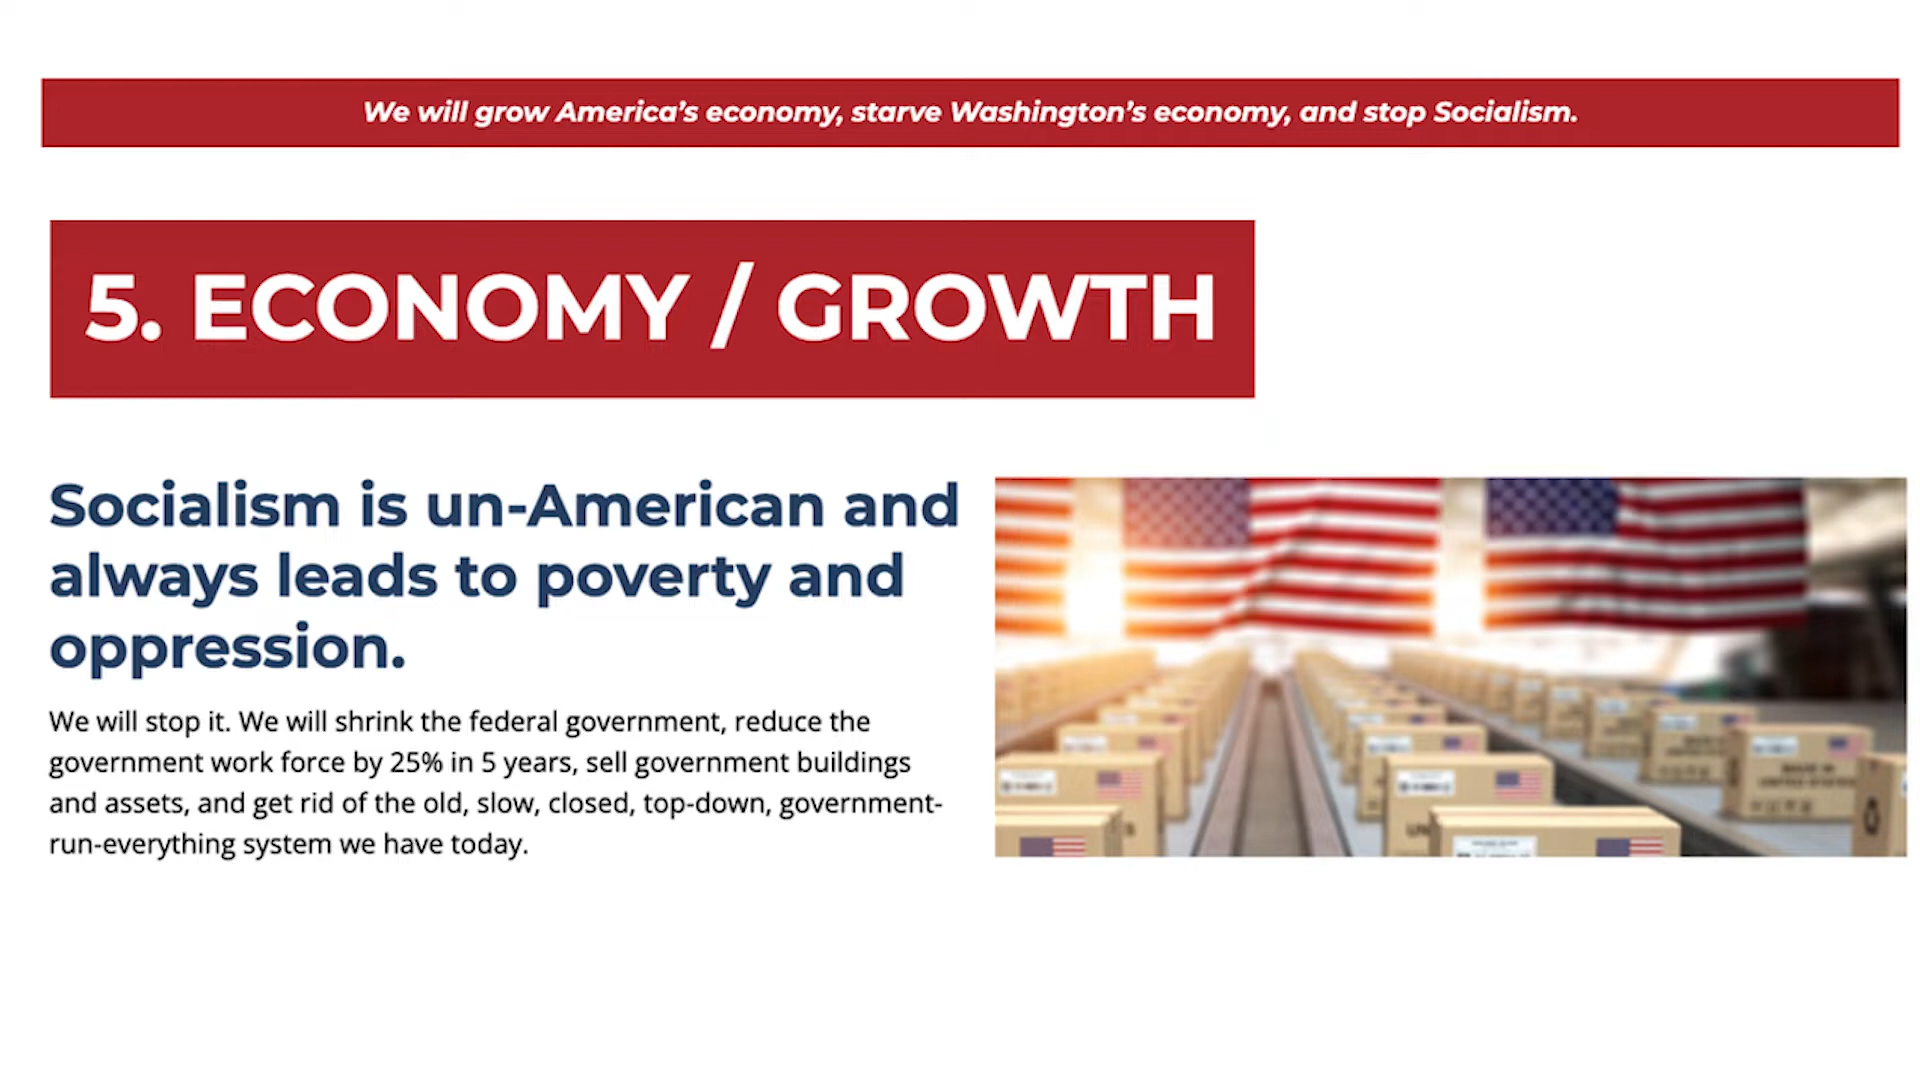 We will grow America's economy, starve Washington's economy, and stop Socialism.
5. ECONOMY / GROWTH
Socialism is un-American and
always leads to poverty and
oppression.
We will stop it. We will shrink the federal government, reduce the
government work force by 25% in 5 years, sell government buildings
and assets, and get rid of the old, slow, closed, top-down, government-
run-everything system we have today.